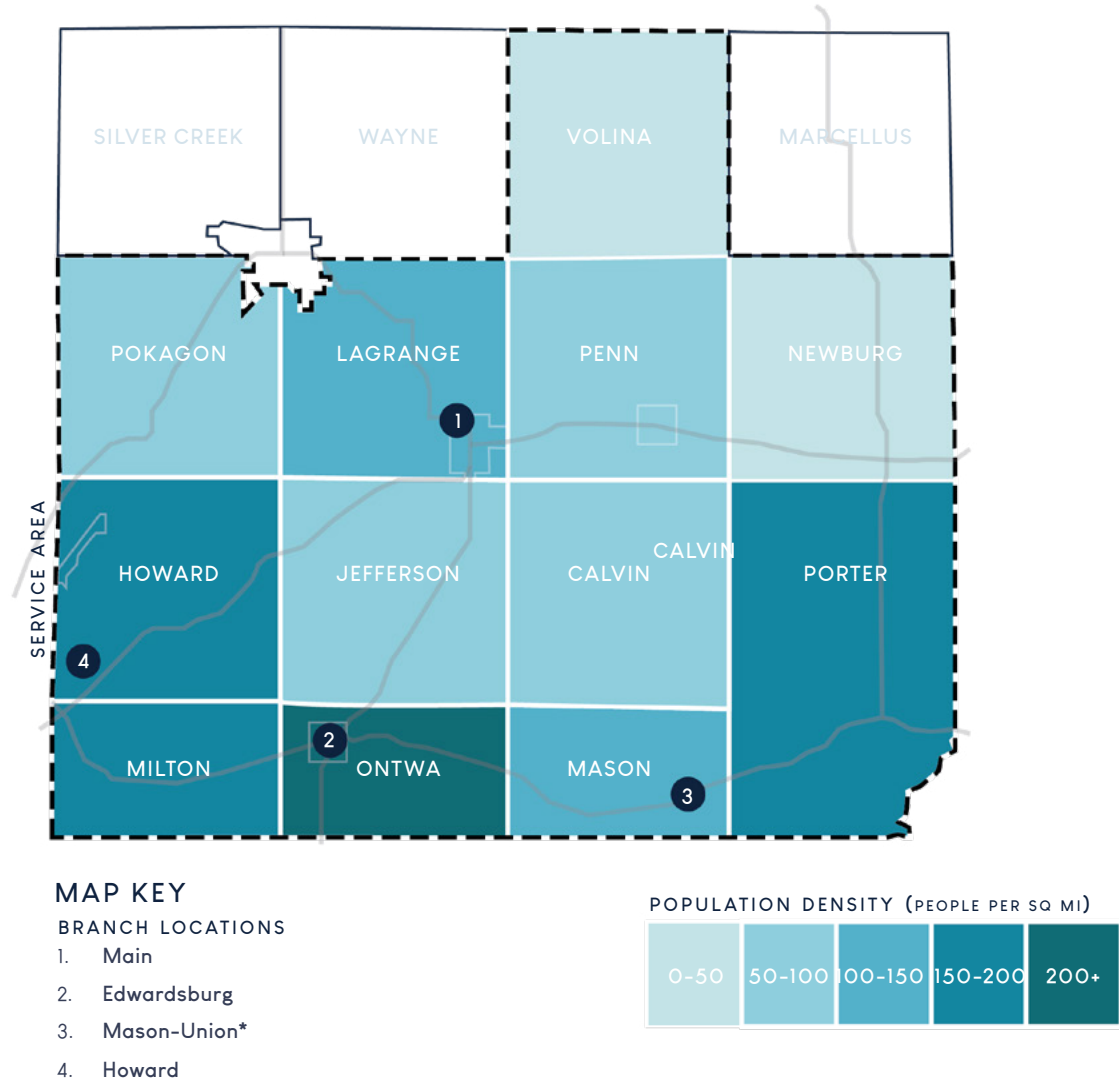 SILVER CREEK
WAYNE
VOLINA
MARCELLUS
POKAGON
LAGRANGE
PENN
NEWBURG
1
SERVICE AREA
HOWARD
JEFFERSON
CALVIN
CALVIN
PORTER
4
MILTON
2
ONTWA
MASON
3
MAP KEY
BRANCH LOCATIONS
1. Main
2. Edwardsburg
3. Mason-Union*
4. Howard
POPULATION DENSITY (PEOPLE PER SQ MI)
0-50 50-100 100-150 150-200 200+